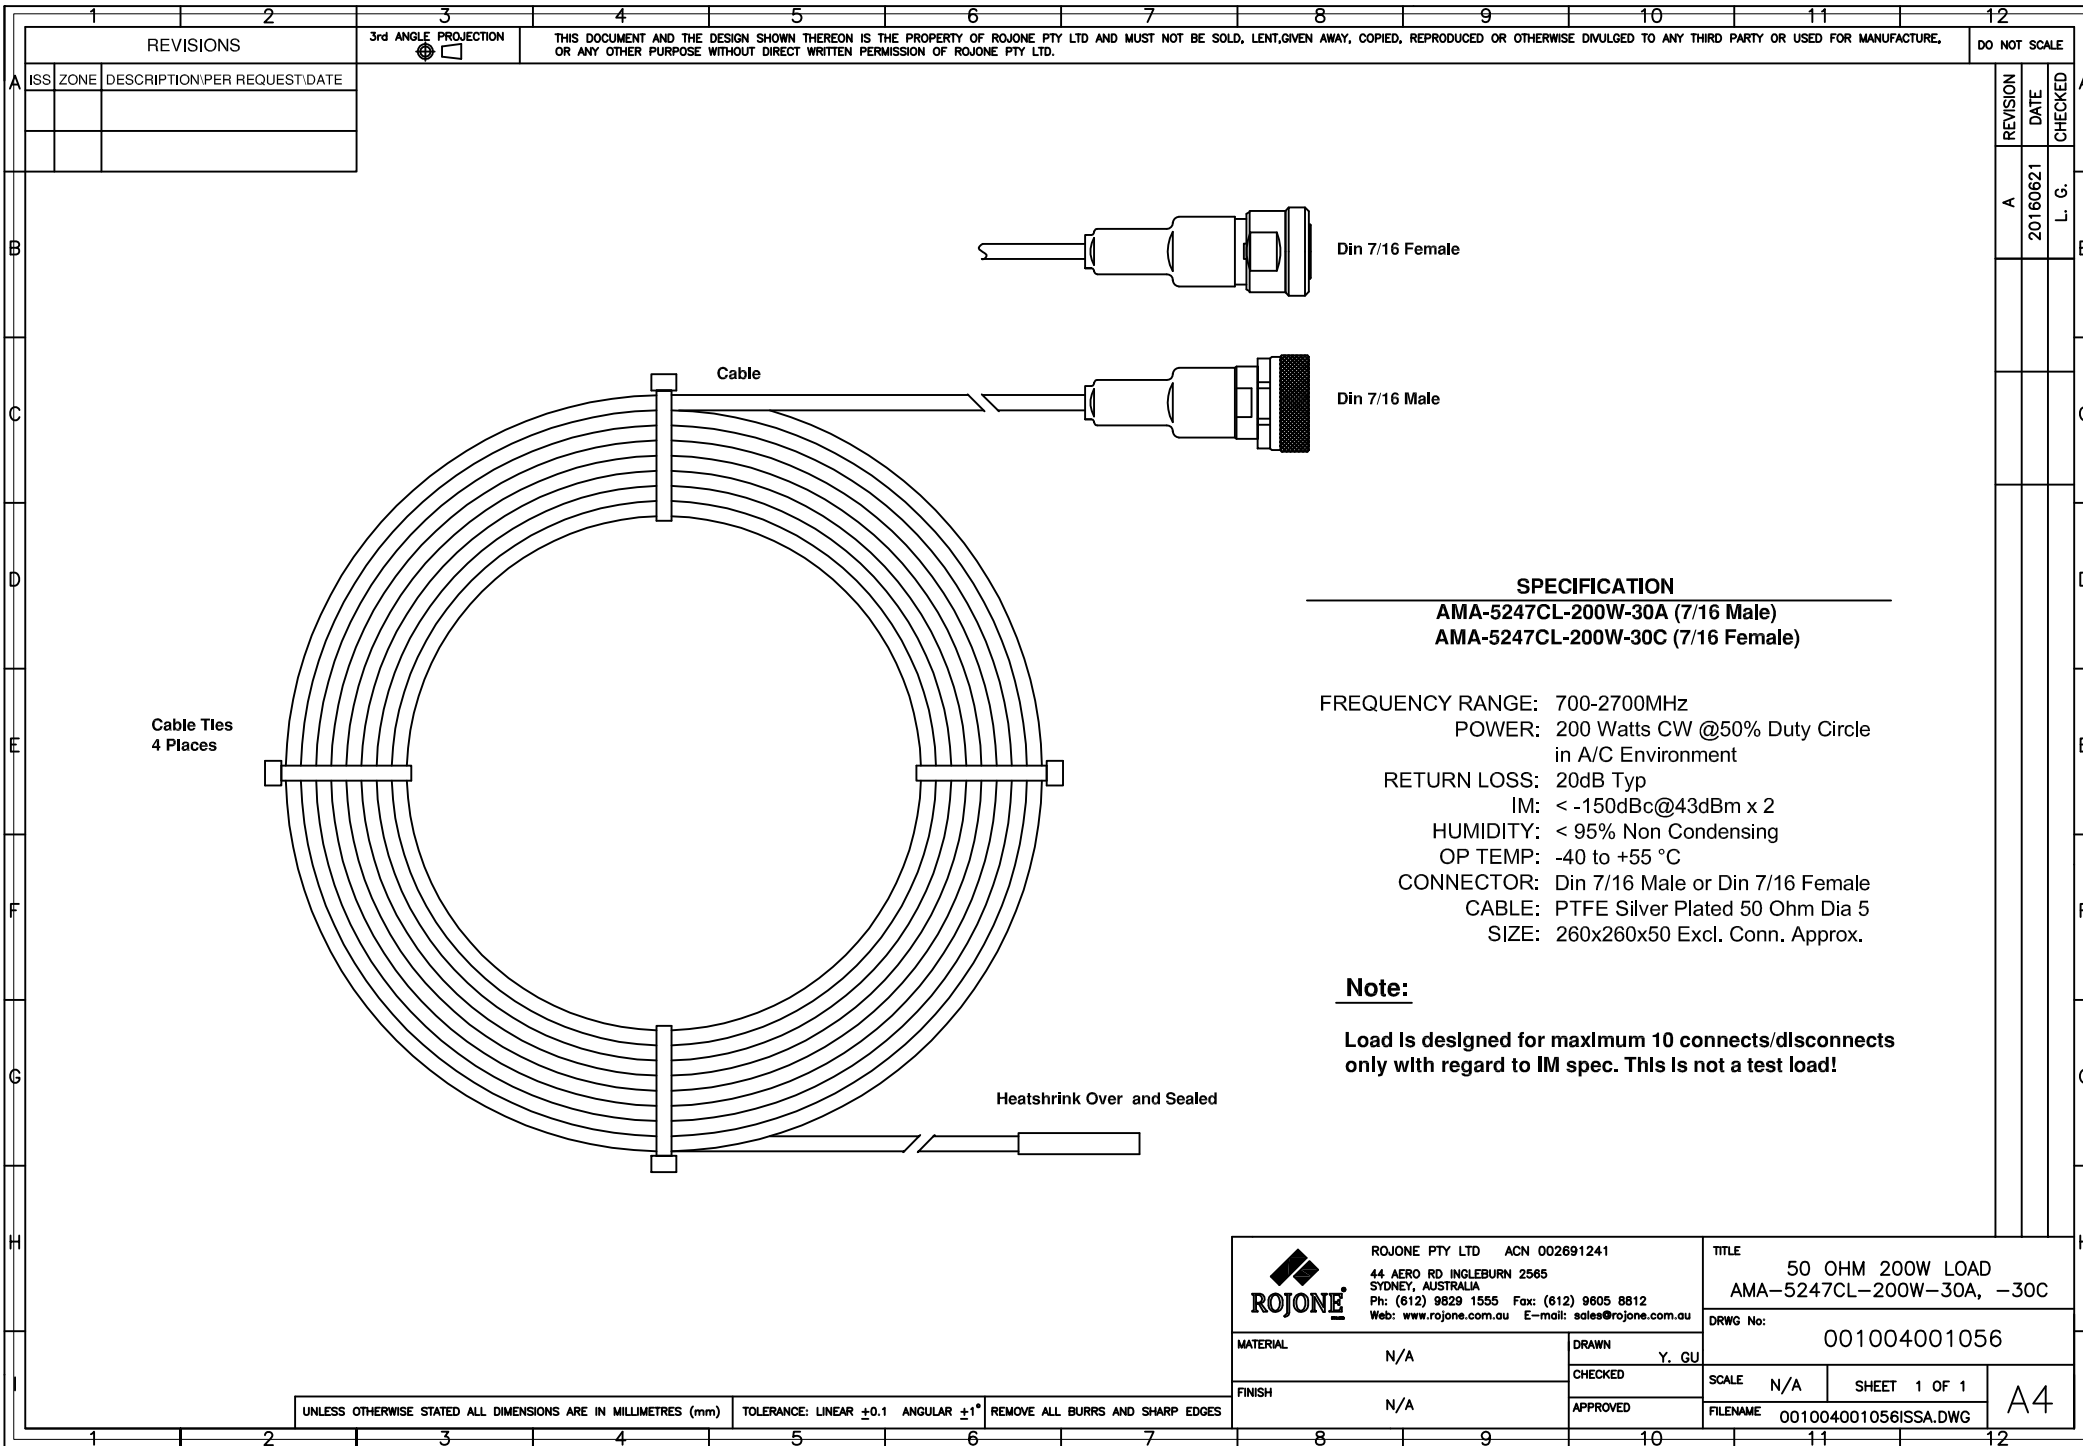 1 2 3 4 5 6 7 8 9 10 11 12
REVISIONS
3rd ANGLE PROJECTION
THIS DOCUMENT AND THE DESIGN SHOWN THEREON IS THE PROPERTY OF ROJONE PTY LTD AND MUST NOT BE SOLD, LENT,GIVEN AWAY, COPIED, REPRODUCED OR OTHERWISE DIVULGED TO ANY THIRD PARTY OR USED FOR MANUFACTURE,
OR ANY OTHER PURPOSE WITHOUT DIRECT WRITTEN PERMISSION OF ROJONE PTY LTD.
DO NOT SCALE
ISS ZONE DESCRIPTION\PER REQUEST\DATE
REVISION A
DATE 20160621
CHECKED L. G.
A
B
C
D
E
F
G
H
I
Din 7/16 Female
Cable
Din 7/16 Male
Cable Ties
4 Places
Heatshrink Over and Sealed
SPECIFICATION
AMA-5247CL-200W-30A (7/16 Male)
AMA-5247CL-200W-30C (7/16 Female)
FREQUENCY RANGE: 700-2700MHz
POWER: 200 Watts CW @50% Duty Circle
in A/C Environment
RETURN LOSS: 20dB Typ
IM: < -150dBc@43dBm x 2
HUMIDITY: < 95% Non Condensing
OP TEMP: -40 to +55 °C
CONNECTOR: Din 7/16 Male or Din 7/16 Female
CABLE: PTFE Silver Plated 50 Ohm Dia 5
SIZE: 260x260x50 Excl. Conn. Approx.
Note:
Load is designed for maximum 10 connects/disconnects
only with regard to IM spec. This is not a test load!
ROJONE
ROJONE PTY LTD ACN 002691241
44 AERO RD INGLEBURN 2565
SYDNEY, AUSTRALIA
Ph: (612) 9829 1555 Fax: (612) 9605 8812
Web: www.rojone.com.au E-mail: sales@rojone.com.au
TITLE
50 OHM 200W LOAD
AMA-5247CL-200W-30A, -30C
DRWG No:
001004001056
MATERIAL N/A
DRAWN Y. GU
CHECKED
SCALE N/A
SHEET 1 OF 1
A4
FINISH N/A
APPROVED
FILENAME 001004001056ISSA.DWG
UNLESS OTHERWISE STATED ALL DIMENSIONS ARE IN MILLIMETRES (mm)
TOLERANCE: LINEAR ±0.1 ANGULAR ±1°
REMOVE ALL BURRS AND SHARP EDGES
1 2 3 4 5 6 7 8 9 10 11 12